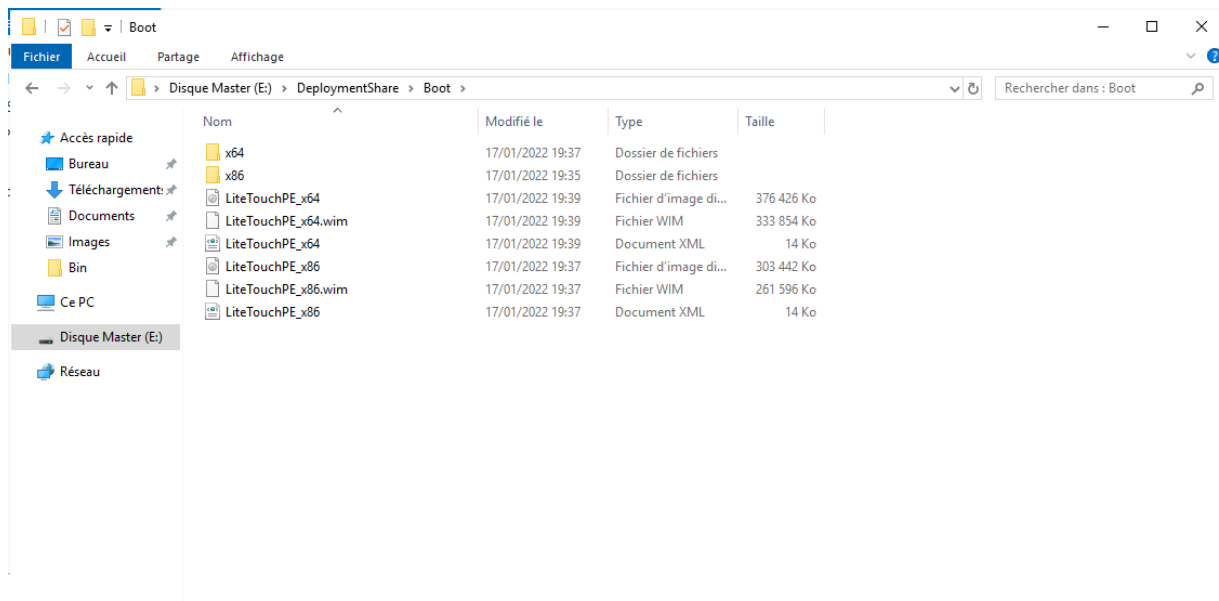 Boot
Fichier Accueil Partage Affichage
Disque Master (E:) > DeploymentShare > Boot >
Rechercher dans : Boot
Accès rapide
Bureau
Téléchargement
Documents
Images
Bin
Ce PC
Disque Master (E:)
Réseau
Nom Modifié le Type Taille
x64 17/01/2022 19:37 Dossier de fichiers
x86 17/01/2022 19:35 Dossier de fichiers
LiteTouchPE_x64 17/01/2022 19:39 Fichier d'image di... 376 426 Ko
LiteTouchPE_x64.wim 17/01/2022 19:39 Fichier WIM 333 854 Ko
LiteTouchPE_x64 17/01/2022 19:39 Document XML 14 Ko
LiteTouchPE_x86 17/01/2022 19:37 Fichier d'image di... 303 442 Ko
LiteTouchPE_x86.wim 17/01/2022 19:37 Fichier WIM 261 596 Ko
LiteTouchPE_x86 17/01/2022 19:37 Document XML 14 Ko